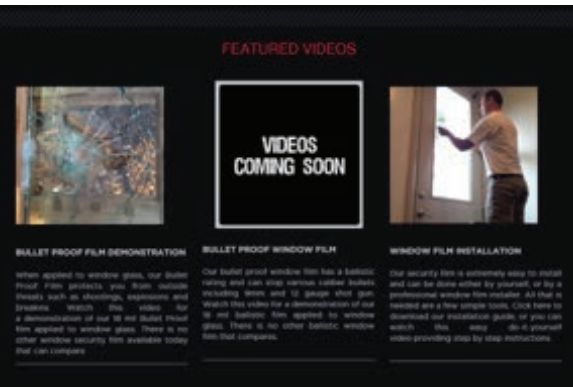 FEATURED VIDEOS
VIDEOS
COMING SOON
BULLET PROOF FILM DEMONSTRATION
When applied to window glass, our Bullet
Proof Film protects you from outside
threats such as shootings, explosions and
breakins. Watch this video for
a demonstration of our 18 mil Bullet Proof
film applied to window glass. There is no
other window security film available today
that can compare
BULLET PROOF WINDOW FILM
Our bullet proof window film has a ballistic
rating and can stop various caliber bullets
including 9mm and 12 gauge shot gun.
Watch this video for a demonstration of our
18 mil ballistic film applied to window
glass. There is no other ballistic window
film that compares.
WINDOW FILM INSTALLATION
Our security film is extremely easy to install
and can be done either by yourself, or by a
professional window film installer. All that is
needed are a few simple tools. Click here to
download our installation guide, or you can
watch this easy do-it-yourself
video providing step by step instructions.